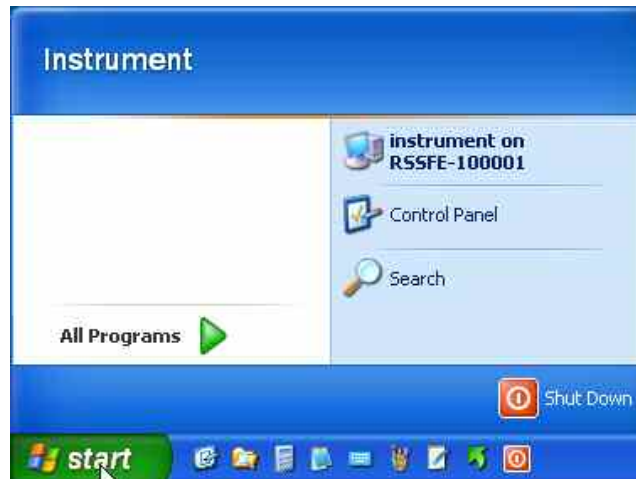 Instrument
instrument on
RSSFE-100001
Control Panel
Search
All Programs
Shut Down
start